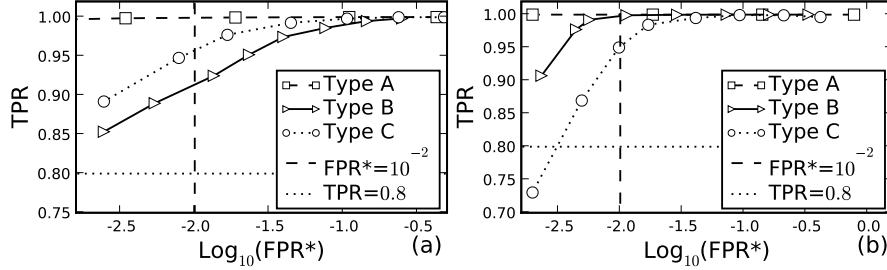 TPR
1.00
0.95
0.90
0.85
0.80
0.75
-2.5
-2.0
-1.5
-1.0
-0.5
Log10(FPR*)
(a)
Type A
Type B
Type C
FPR*=10^-2
TPR=0.8
TPR
1.00
0.95
0.90
0.85
0.80
0.75
0.70
-2.5
-2.0
-1.5
-1.0
-0.5
0.0
Log10(FPR*)
(b)
Type A
Type B
Type C
FPR*=10^-2
TPR=0.8